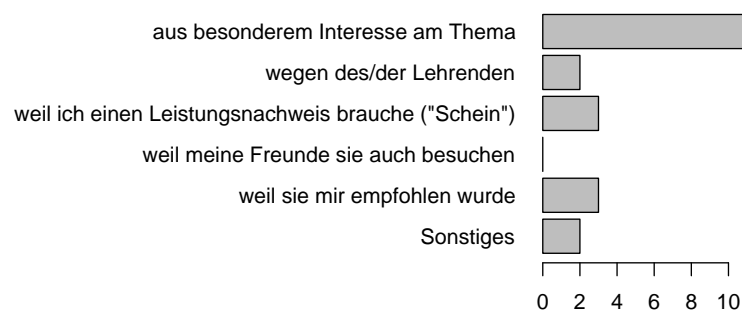 aus besonderem Interesse am Thema
wegen des/der Lehrenden
weil ich einen Leistungsnachweis brauche ("Schein")
weil meine Freunde sie auch besuchen
weil sie mir empfohlen wurde
Sonstiges
0 2 4 6 8 10